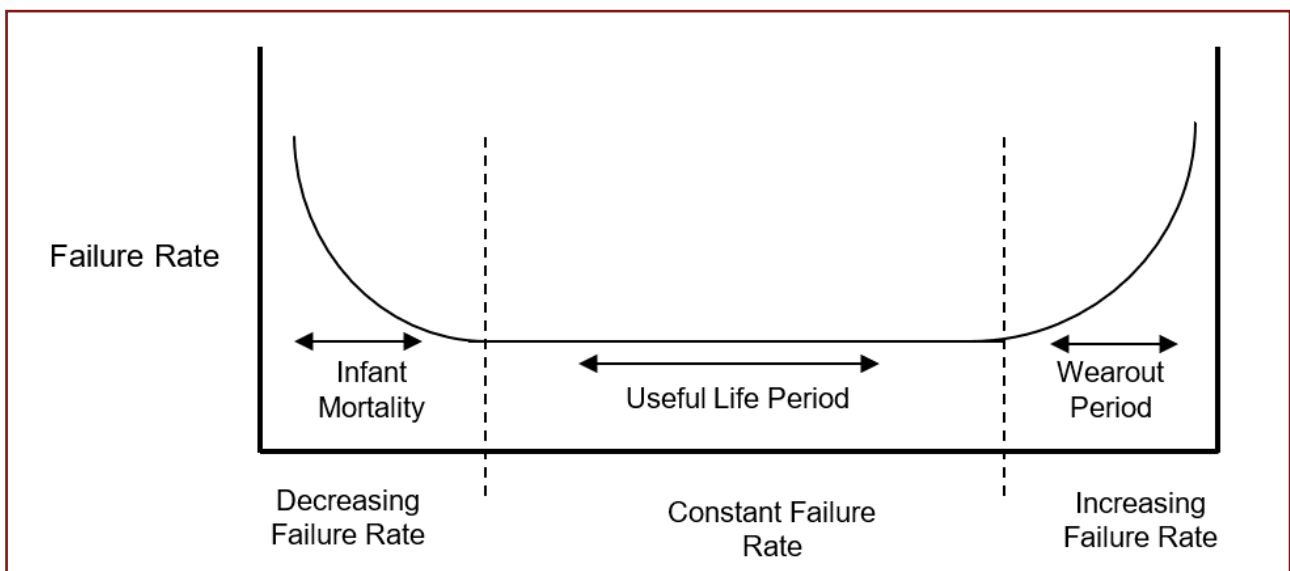 Failure Rate
Infant
Mortality
Useful Life Period
Wearout
Period
Decreasing
Failure Rate
Constant Failure
Rate
Increasing
Failure Rate